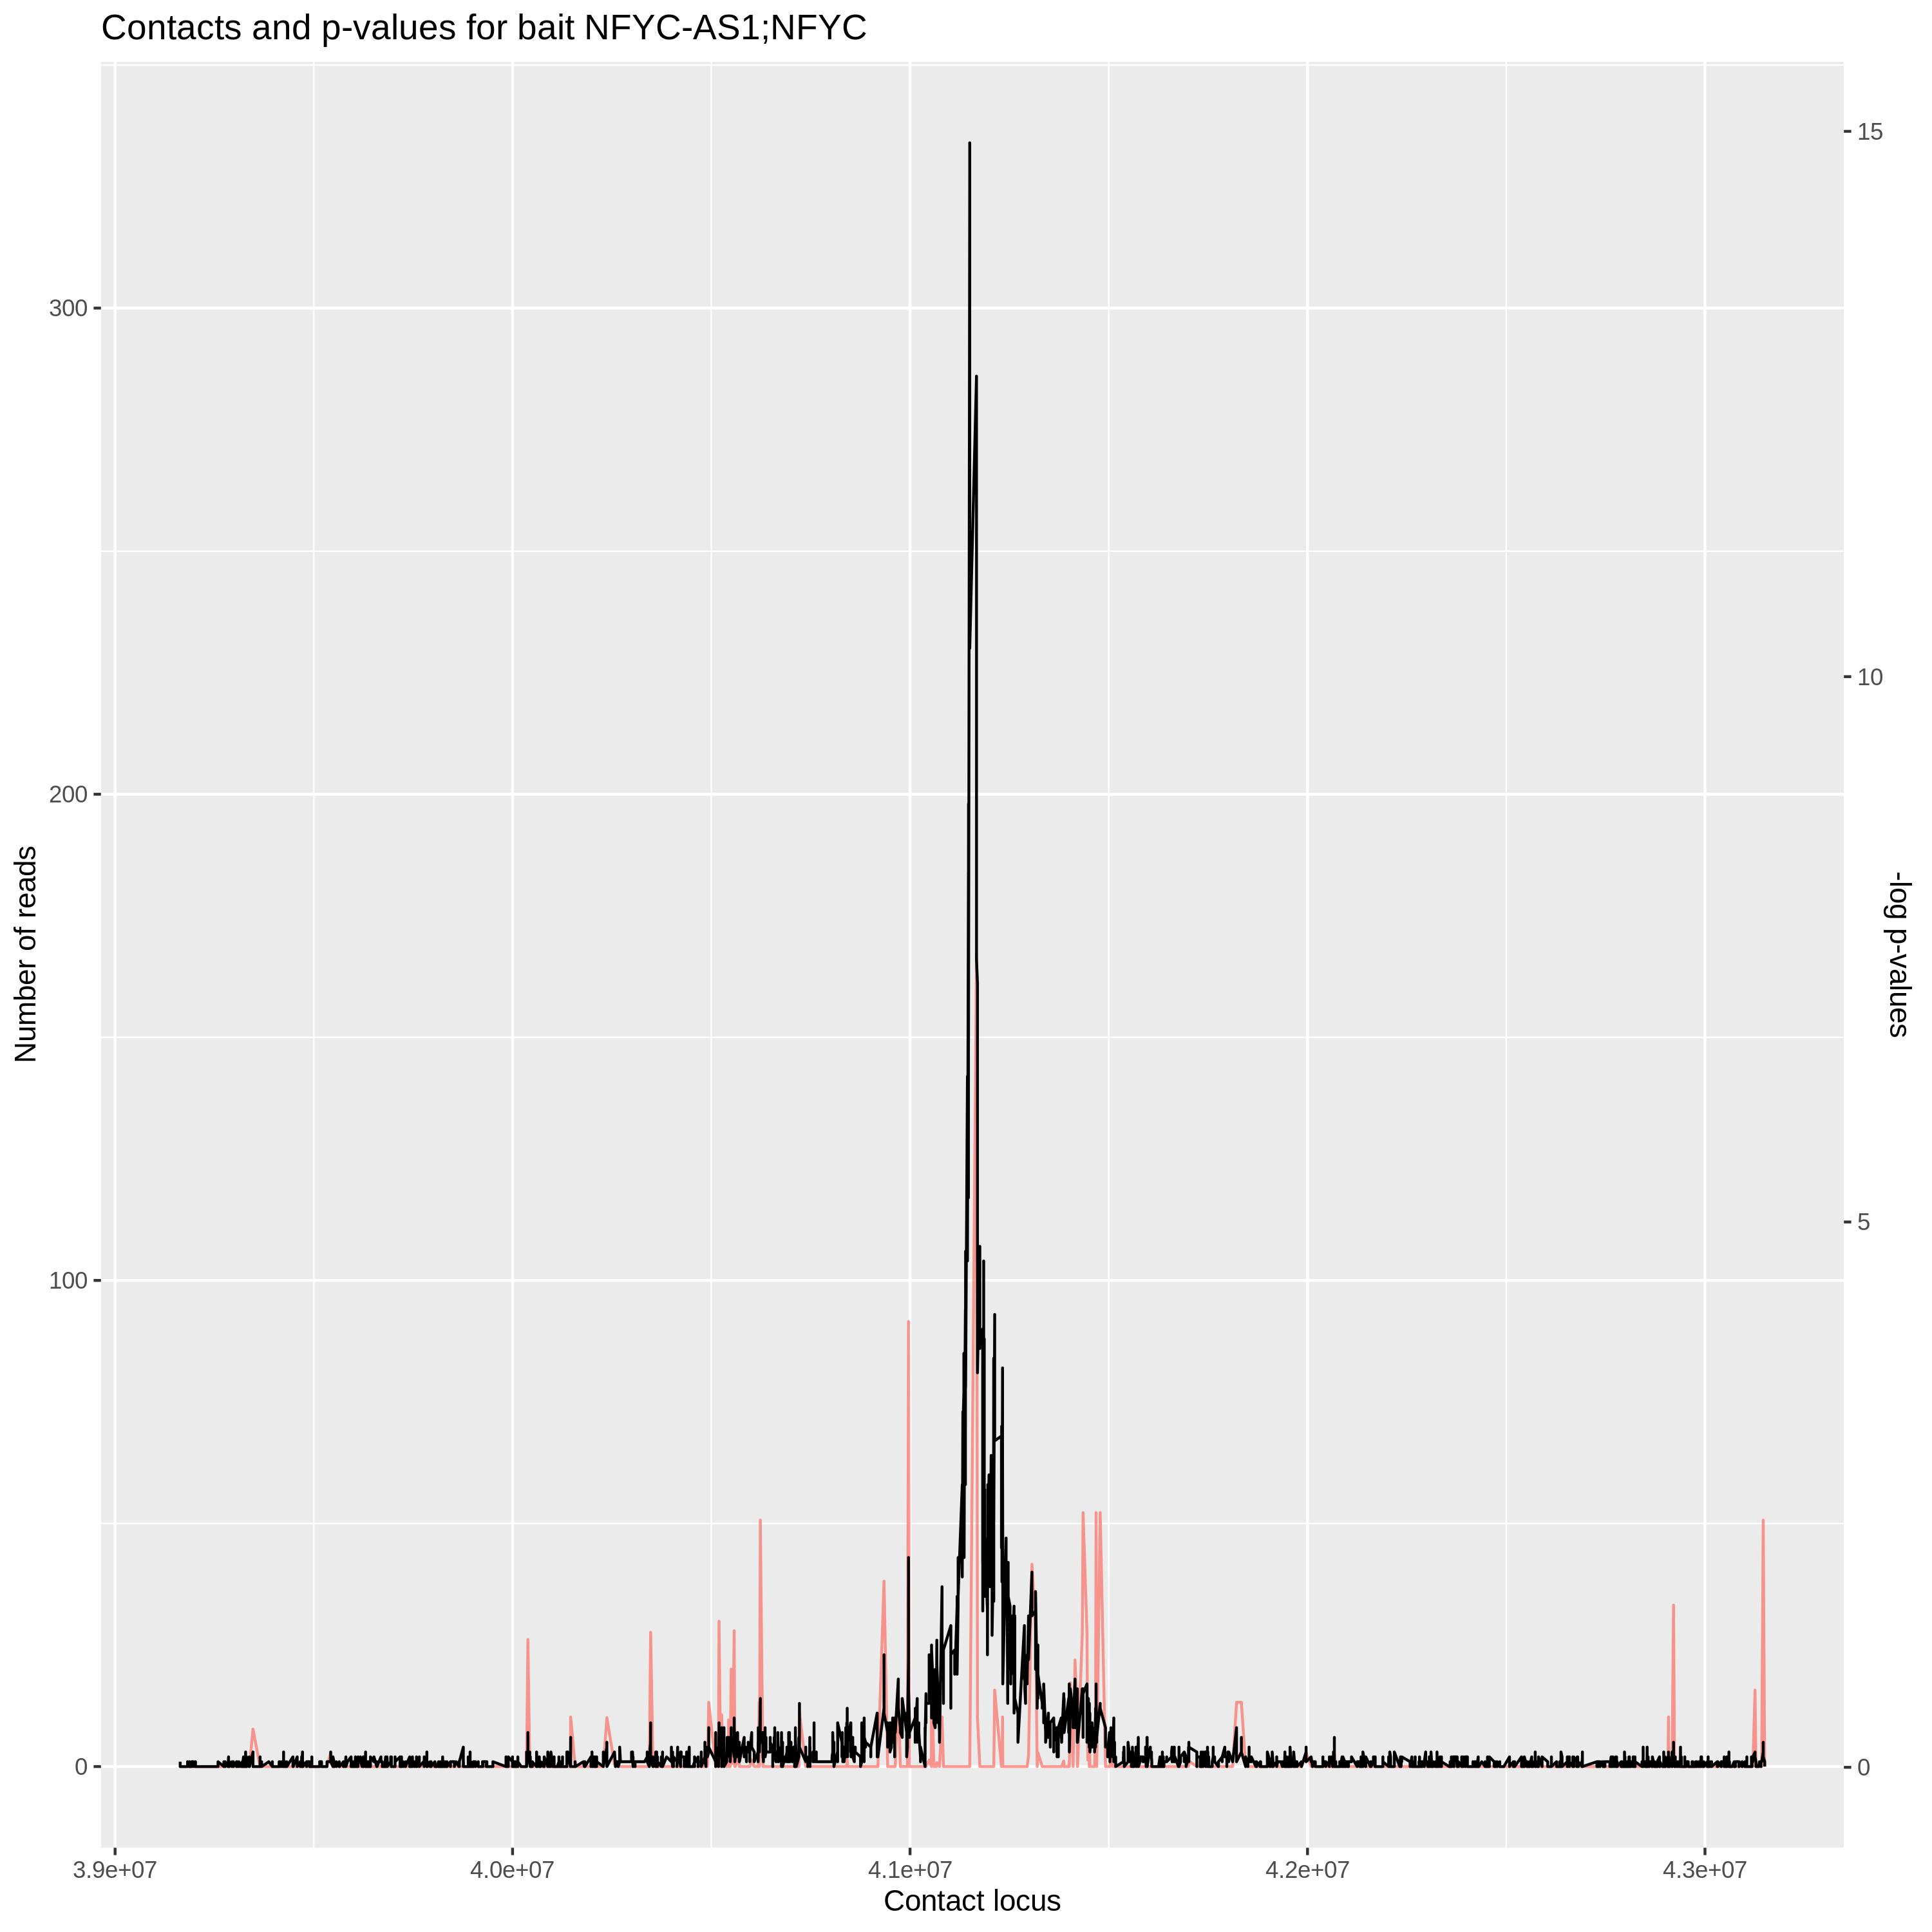 Contacts and p-values for bait NFYC-AS1;NFYC
Number of reads
300
200
100
0
15
10
5
0
-log p-values
3.9e+07 4.0e+07 4.1e+07 4.2e+07 4.3e+07
Contact locus